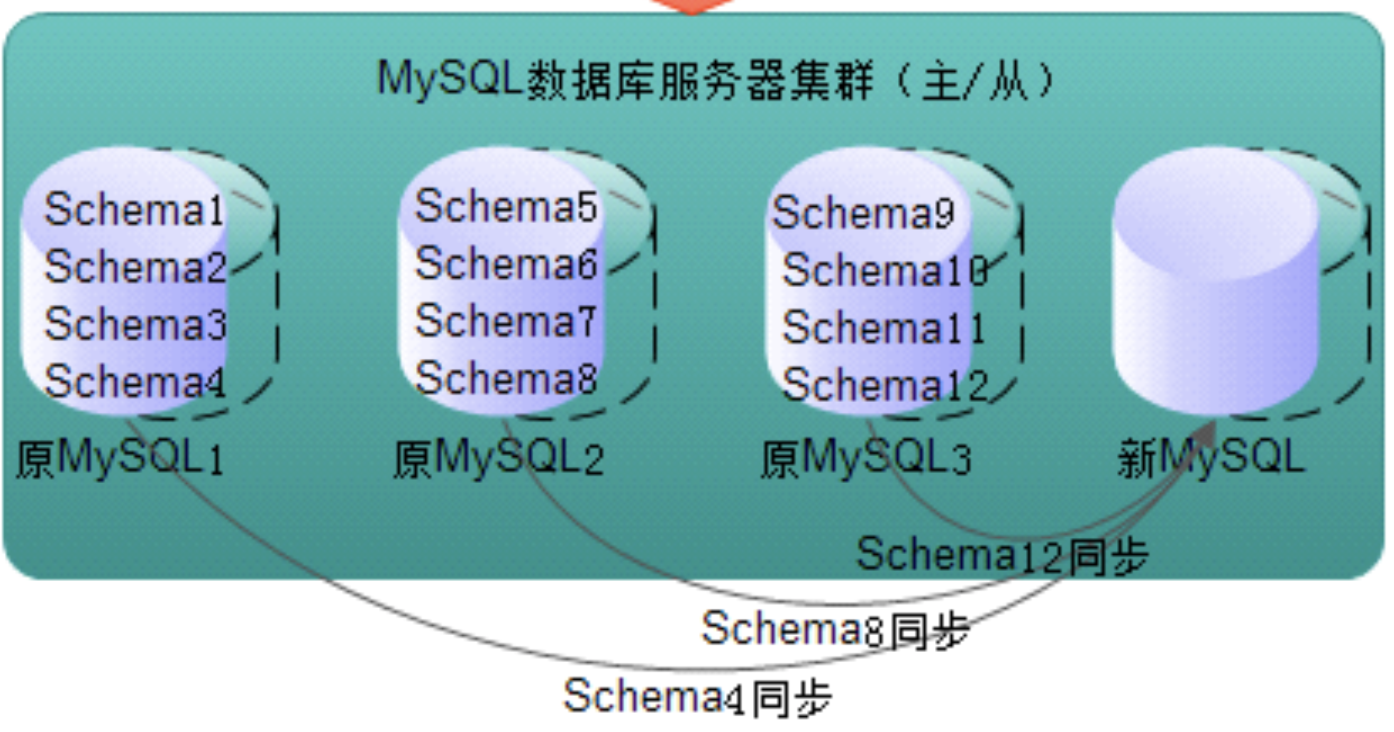 MySQL数据库服务器集群（主/从）
Schema1
Schema2
Schema3
Schema4
原MySQL1
Schema5
Schema6
Schema7
Schema8
原MySQL2
Schema9
Schema10
Schema11
Schema12
原MySQL3
新MySQL
Schema12同步
Schema8同步
Schema4同步